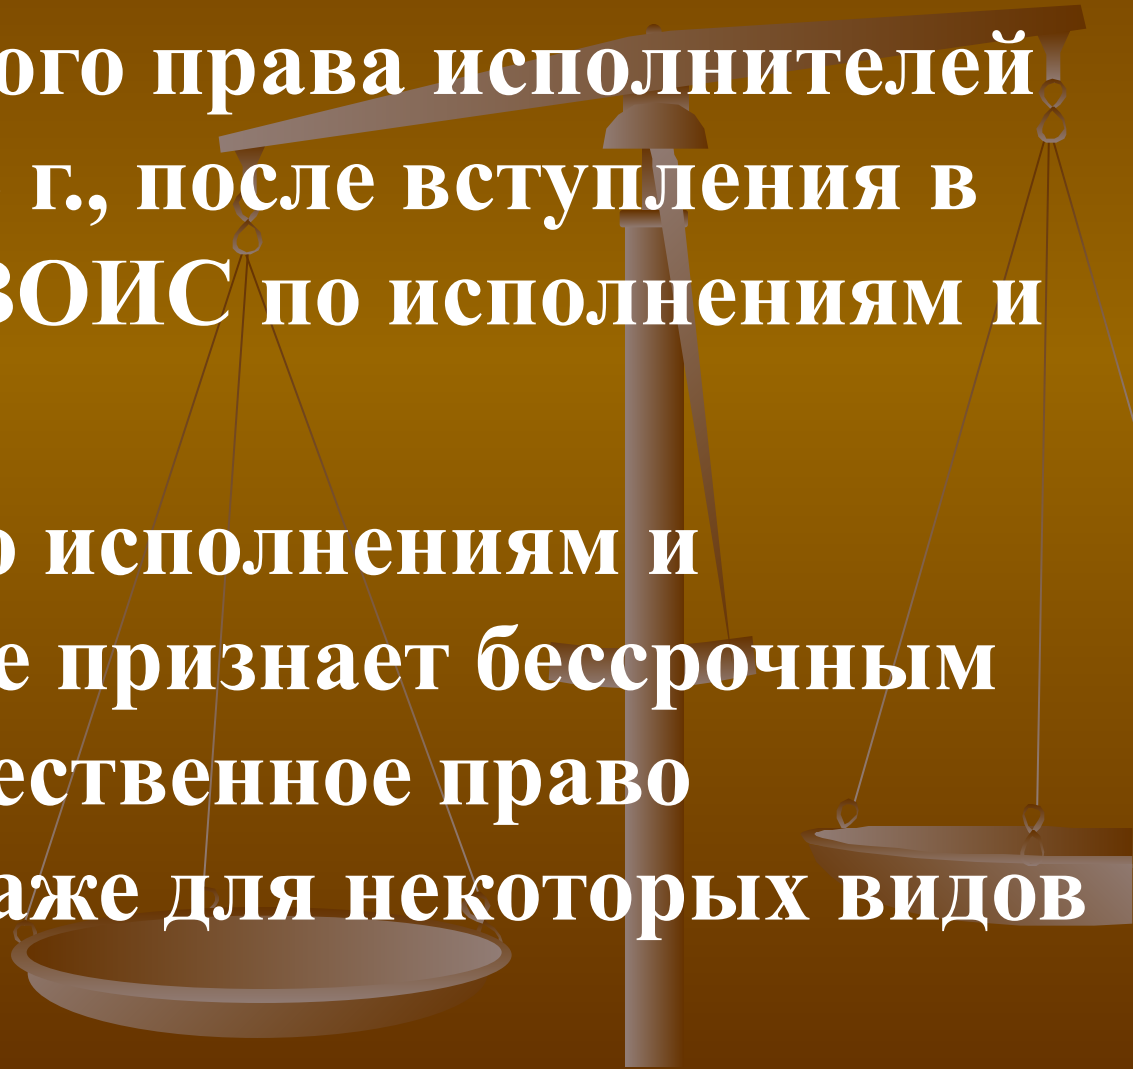 ого права исполнителей
г., после вступления в
ВОИС по исполнениям и
о исполнениям и
е признает бессрочным
ественное право
аже для некоторых видов